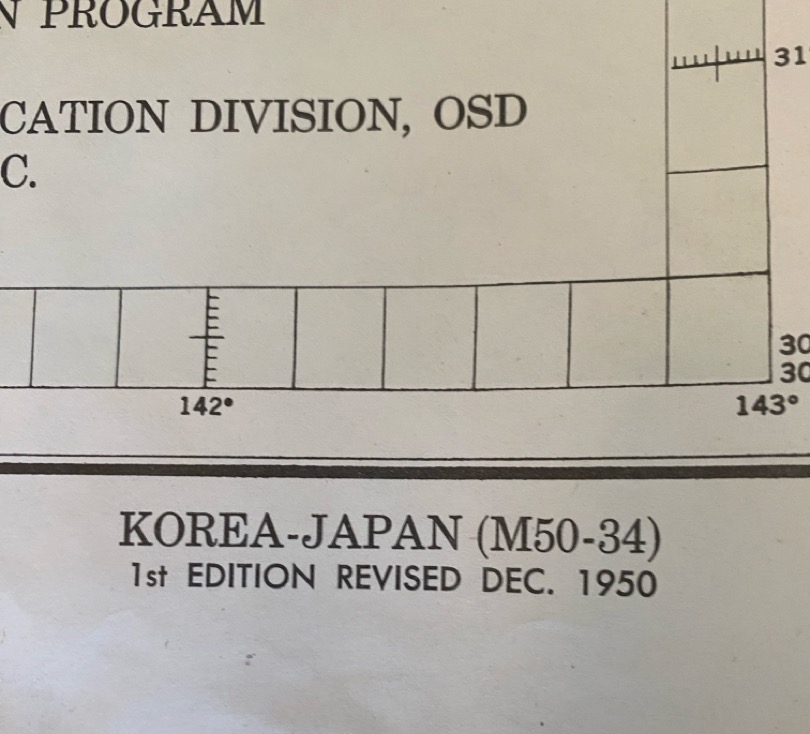 N PROGRAM
CATION DIVISION, OSD
C.
31
30
30
142°
143°
KOREA-JAPAN (M50-34)
1st EDITION REVISED DEC. 1950